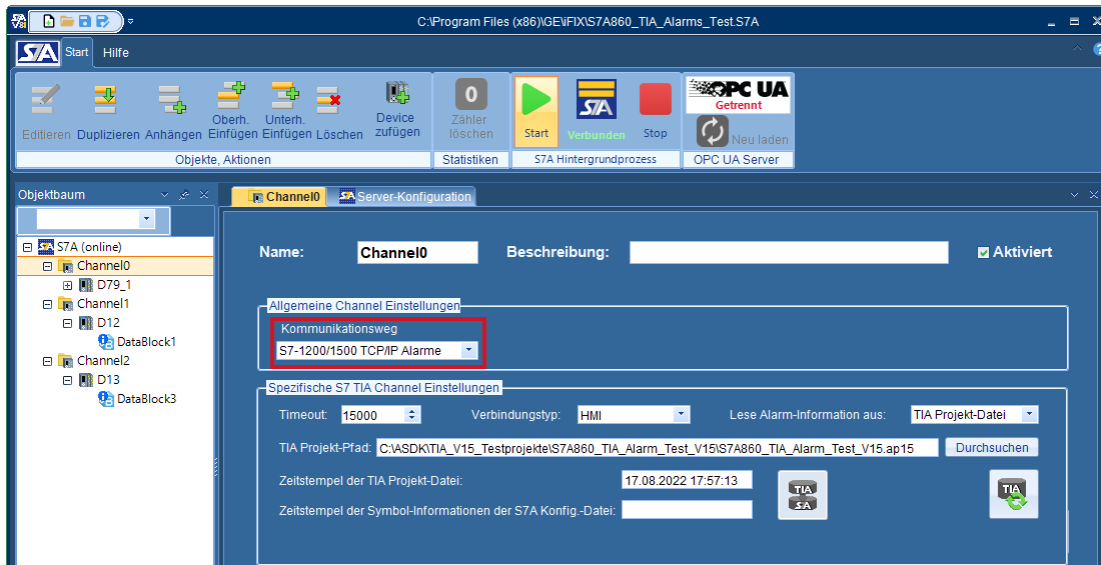 C:\Program Files (x86)\GE\iFIX\S7A860_TIA_Alarms_Test.S7A
S7A Start Hilfe
Editieren Duplizieren Anhängen Oberh. Einfügen Unterh. Einfügen Löschen Device zufügen
0 Zähler löschen
Start S7A Verbunden Stop
OPC UA
Getrennt
Neu laden
Objekte, Aktionen Statistiken S7A Hintergrundprozess OPC UA Server
Objektbaum
Channel0 Server-Konfiguration
S7A (online)
Channel0
D79_1
Channel1
D12
DataBlock1
Channel2
D13
DataBlock3
Name: Channel0 Beschreibung: Aktiviert
Allgemeine Channel Einstellungen
Kommunikationsweg
S7-1200/1500 TCP/IP Alarme
Spezifische S7 TIA Channel Einstellungen
Timeout: 15000 Verbindungstyp: HMI Lese Alarm-Information aus: TIA Projekt-Datei
TIA Projekt-Pfad: C:\ASDK\TIA_V15_Testprojekte\S7A860_TIA_Alarm_Test_V15\S7A860_TIA_Alarm_Test_V15.ap15 Durchsuchen
Zeitstempel der TIA Projekt-Datei: 17.08.2022 17:57:13
TIA S7A
TIA
Zeitstempel der Symbol-Informationen der S7A Konfig.-Datei: